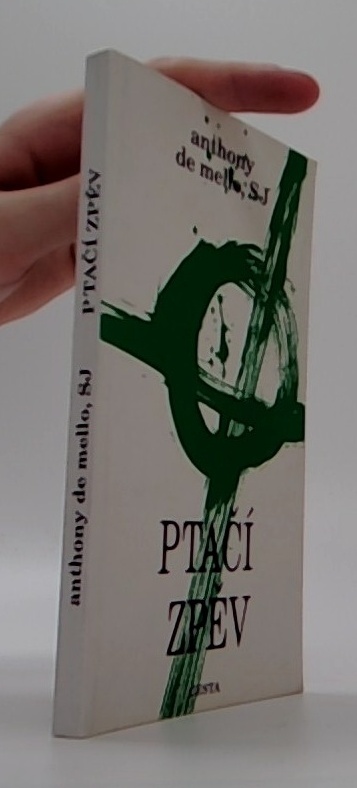 anthony
de mello, SJ
PTAČÍ
ZPĚV
CESTA
anthony de mello, SJ PTAČÍ ZPĚV